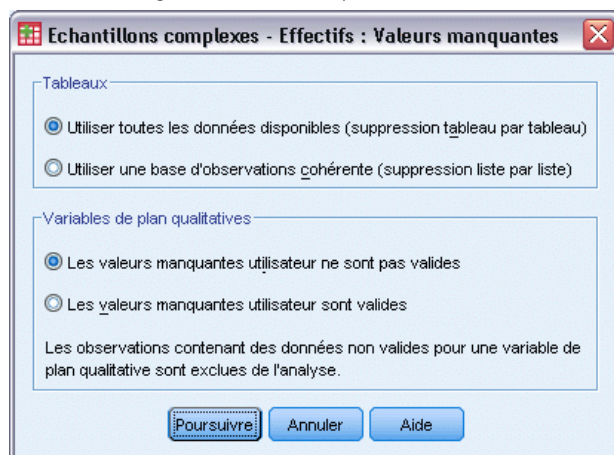 Echantillons complexes - Effectifs : Valeurs manquantes
Tableaux
Utiliser toutes les données disponibles (suppression tableau par tableau)
Utiliser une base d'observations cohérente (suppression liste par liste)
Variables de plan qualitatives
Les valeurs manquantes utilisateur ne sont pas valides
Les valeurs manquantes utilisateur sont valides
Les observations contenant des données non valides pour une variable de
plan qualitative sont exclues de l'analyse.
Poursuivre Annuler Aide